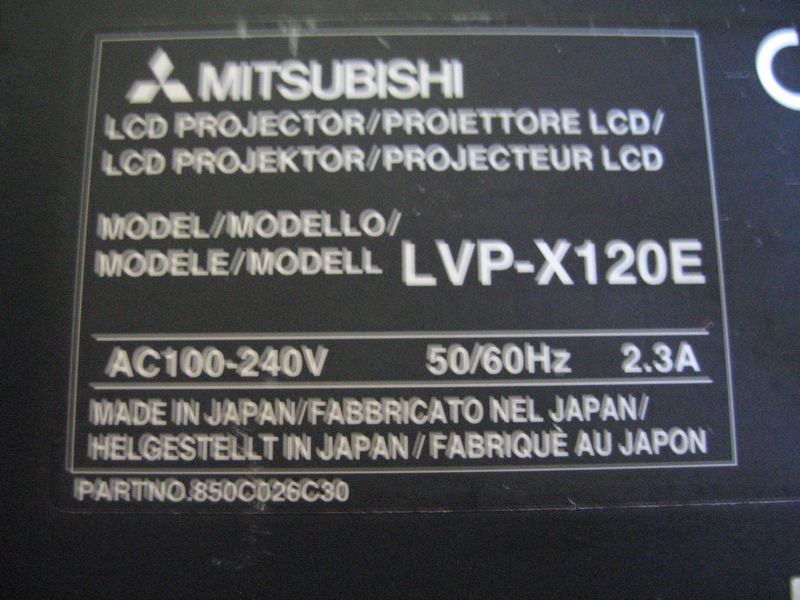 MITSUBISHI
LCD PROJECTOR/PROIETTORE LCD/
LCD PROJEKTOR/PROJECTEUR LCD
MODEL/MODELLO/
MODELE/MODELL LVP-X120E
AC100-240V 50/60Hz 2.3A
MADE IN JAPAN/FABBRICATO NEL JAPAN/
HELGESTELLT IN JAPAN/FABRIQUÈ AU JAPON
PARTNO.850C026C30